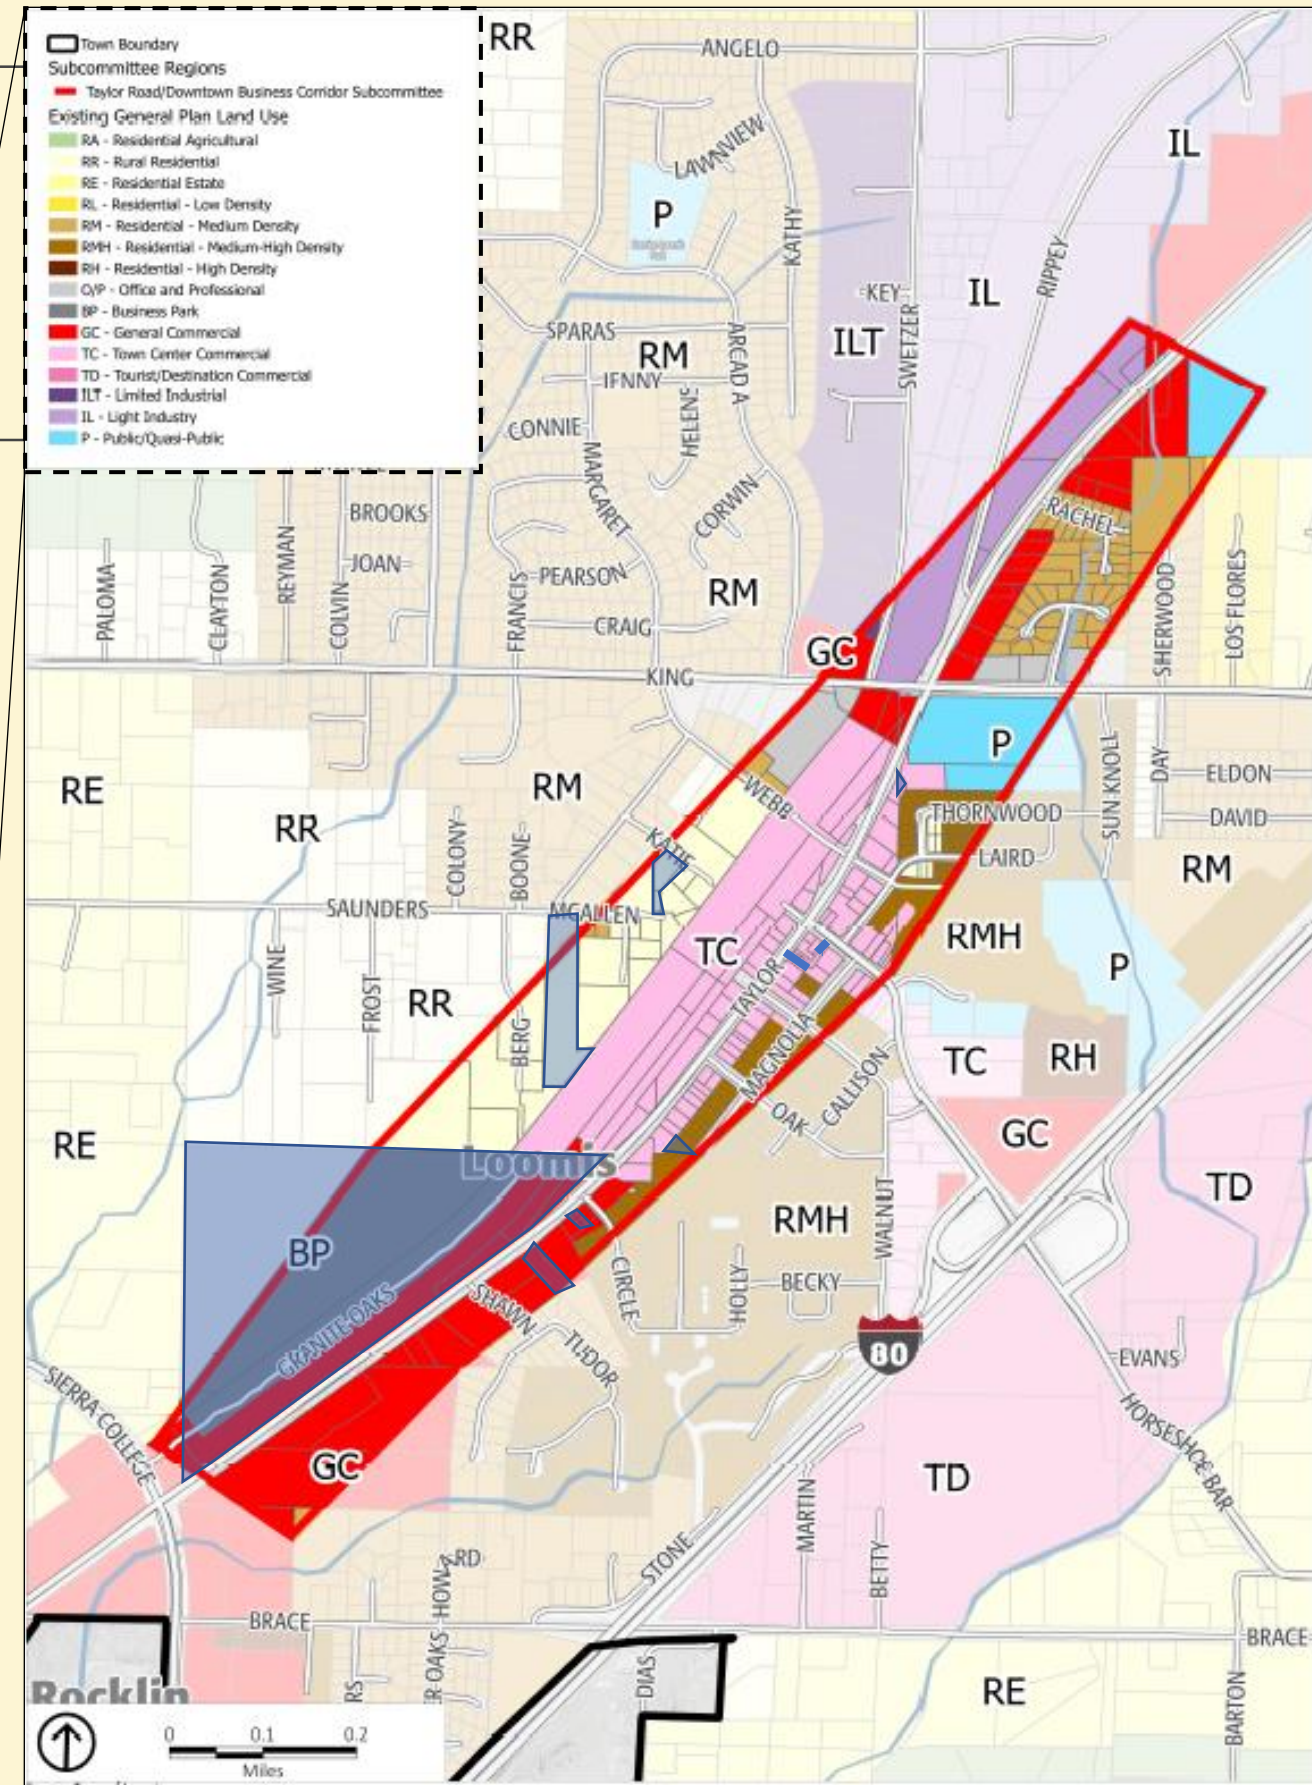 Town Boundary
Subcommittee Regions
Taylor Road/Downtown Business Corridor Subcommittee
Existing General Plan Land Use
RA - Residential Agricultural
RR - Rural Residential
RE - Residential Estate
RL - Residential - Low Density
RM - Residential - Medium Density
RMH - Residential - Medium-High Density
RH - Residential - High Density
O/P - Office and Professional
BP - Business Park
GC - General Commercial
TC - Town Center Commercial
TD - Tourist/Destination Commercial
ILT - Limited Industrial
IL - Light Industry
P - Public/Quasi-Public
RR
ANGELO
LAWNVIEW
IL
P
KATHY
RIPPEY
KEY
IL
SPARAS
RM
ARCAD A
ILT
SWETZER
CONNIE
HELENS
MARGARET
CORWIN
BROOKS
RACHEL
REYMAN
JOAN
PEARSON
RM
PALOMA
CLAYTON
COLVIN
FRANCIS
CRAIG
SHERWOOD
LOS FLORES
GC
KING
P
RE
RM
WEBB
SUN KNOLL
DAY
ELDON
THORNWOOD
DAVID
RR
KATIE
LAIRD
RM
COLONY
BOONE
SAUNDERS
MCALLEN
TC
RMH
P
WINE
FROST
RR
TAYLOR
BERG
MAGNOLIA
CALLISON
TC
RH
OAK
RE
GC
Loomis
TD
RMH
WALNUT
BP
CIRCLE
HOLLY
BECKY
GRANITE OAKS
SHAWN
TUDOR
80
EVANS
SIERRA COLLEGE
HORSESHOE BAR
GC
TD
MARTIN
STONE
BETTY
RD
HOW
BRACE
BRACE
OAKS
RS
DIAS
RE
BARTON
Rocklin
0 0.1 0.2
Miles